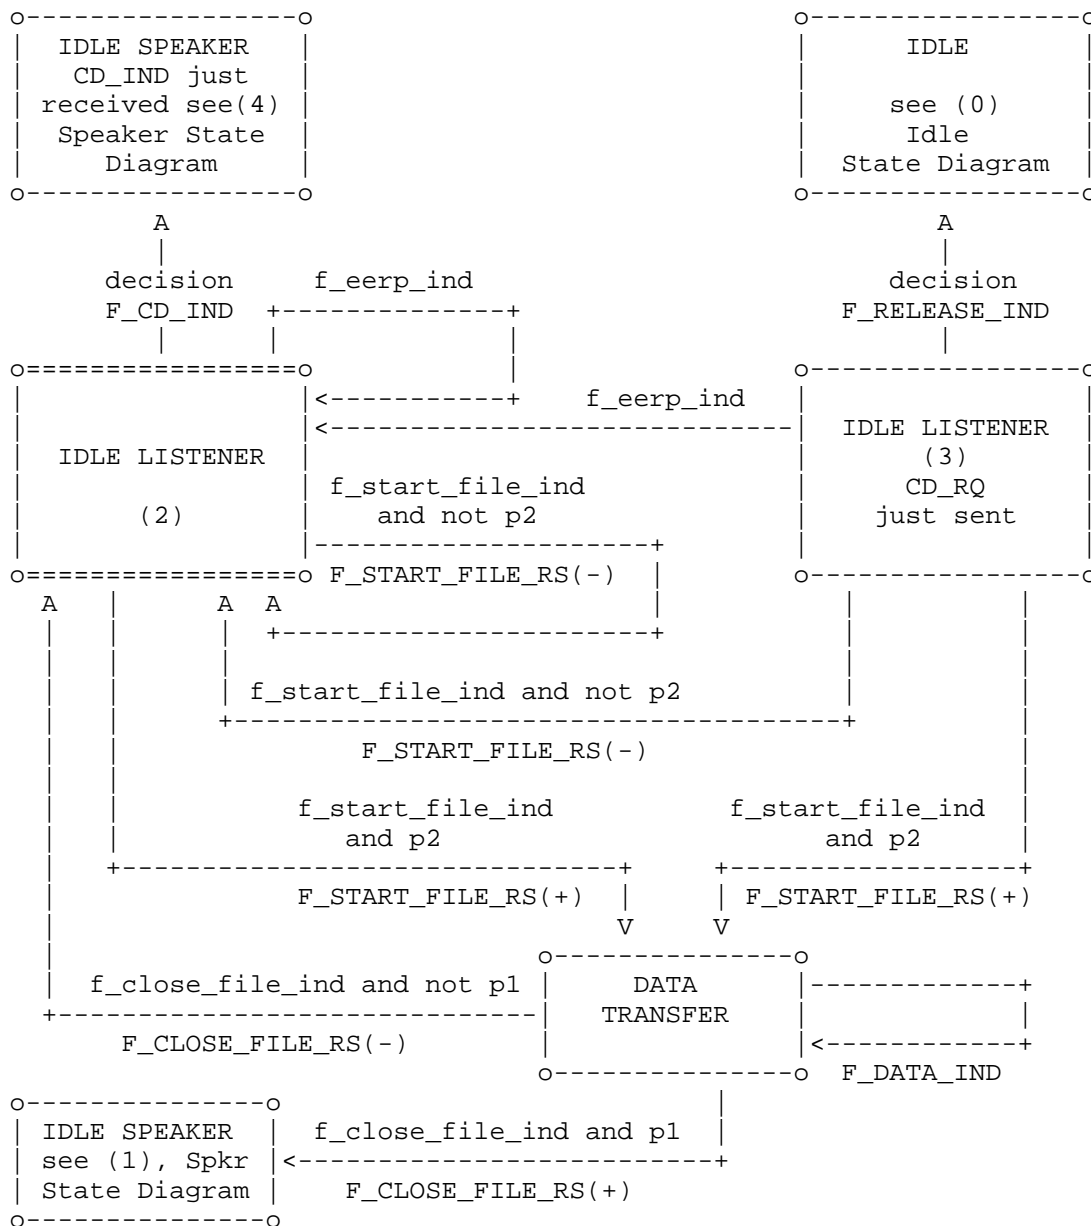 IDLE SPEAKER IDLE
CD_IND just
received see(4) see (0)
Speaker State Idle
Diagram State Diagram
A A
decision f_eerp_ind decision
F_CD_IND F_RELEASE_IND
f_eerp_ind
IDLE LISTENER
IDLE LISTENER (3)
f_start_file_ind CD_RQ
(2) and not p2 just sent
F_START_FILE_RS(-)
A A A
f_start_file_ind and not p2
F_START_FILE_RS(-)
f_start_file_ind f_start_file_ind
and p2 and p2
F_START_FILE_RS(+) F_START_FILE_RS(+)
V V
f_close_file_ind and not p1 DATA
TRANSFER
F_CLOSE_FILE_RS(-)
F_DATA_IND
IDLE SPEAKER f_close_file_ind and p1
see (1), Spkr
State Diagram F_CLOSE_FILE_RS(+)